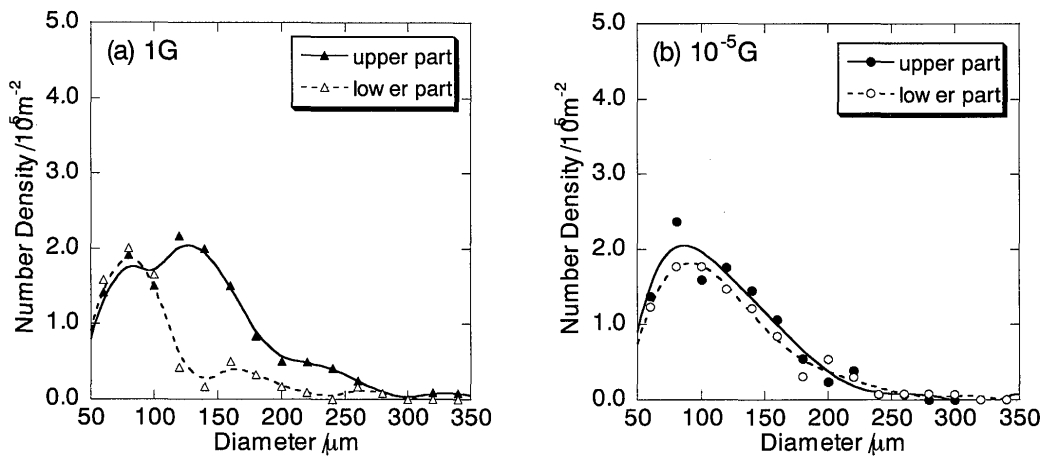 (a) 1G
upper part
low er part
5.0
4.0
3.0
2.0
1.0
0.0
50 100 150 200 250 300 350
Number Density /10⁵m⁻²
Diameter /μm
(b) 10⁻⁵G
upper part
low er part
5.0
4.0
3.0
2.0
1.0
0.0
50 100 150 200 250 300 350
Number Density /10⁵m⁻²
Diameter /μm